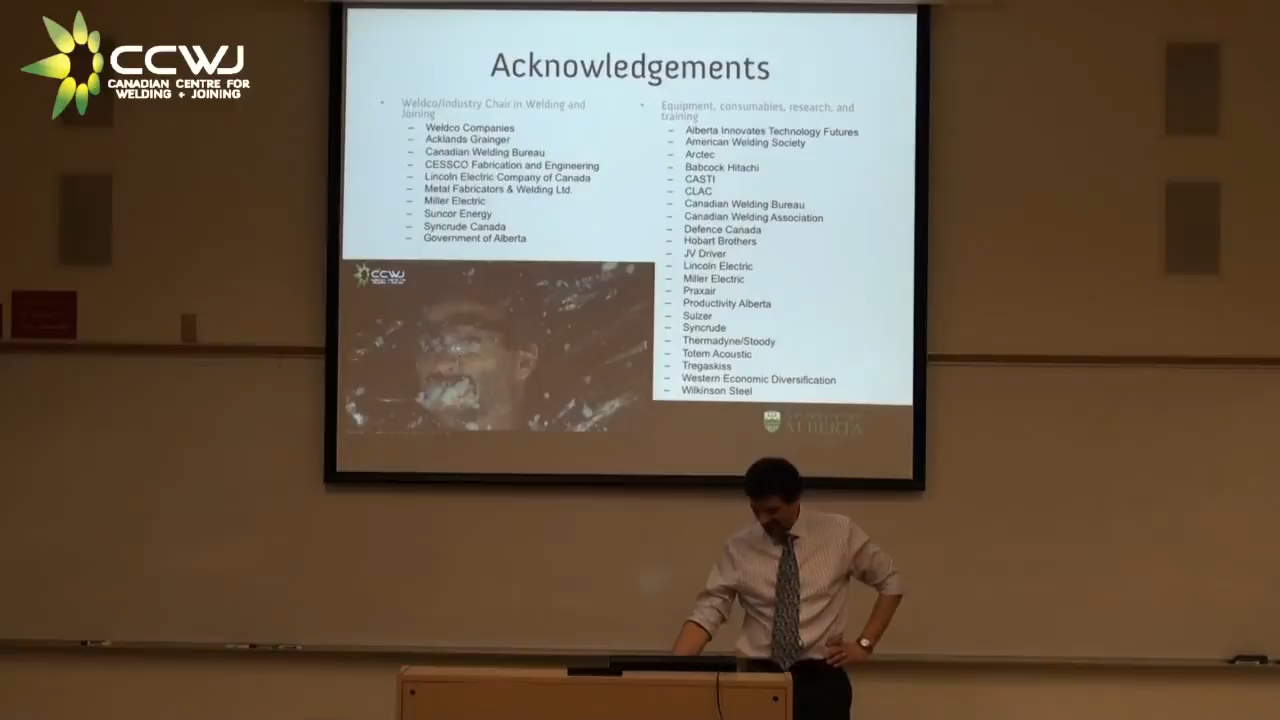 CCWJ
CANADIAN CENTRE FOR
WELDING + JOINING
Acknowledgements
Weldco/Industry Chair in Welding and
Joining
– Weldco Companies
– Acklands Grainger
– Canadian Welding Bureau
– CESSCO Fabrication and Engineering
– Lincoln Electric Company of Canada
– Metal Fabricators & Welding Ltd.
– Miller Electric
– Suncor Energy
– Syncrude Canada
– Government of Alberta
Equipment, consumables, research, and
training
– Alberta Innovates Technology Futures
– American Welding Society
– Arctec
– Babcock Hitachi
– CASTI
– CLAC
– Canadian Welding Bureau
– Canadian Welding Association
– Defence Canada
– Hobart Brothers
– JV Driver
– Lincoln Electric
– Miller Electric
– Praxair
– Productivity Alberta
– Sulzer
– Syncrude
– Thermadyne/Stoody
– Totem Acoustic
– Tregaskiss
– Western Economic Diversification
– Wilkinson Steel
CCWJ
ALBERTA